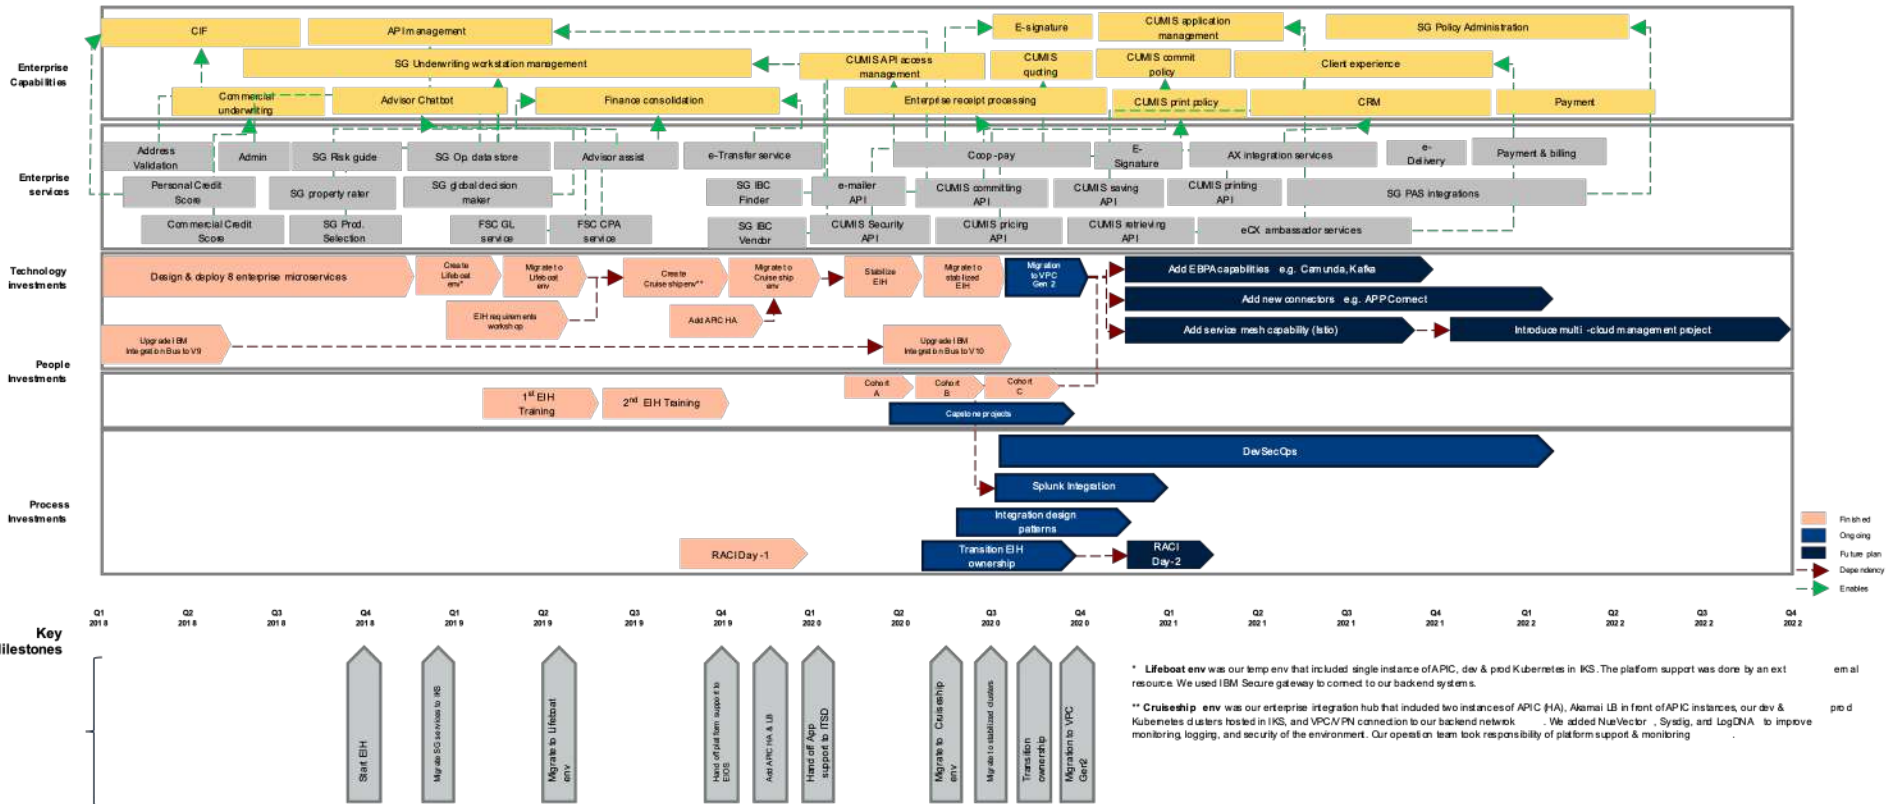 Enterprise
Capabilities
CIF
API management
E-signature
CUMIS application
management
SG Policy Administration
SG Underwriting workstation management
CUMIS API access
management
CUMIS
quoting
CUMIS commit
policy
Client experience
Commercial
underwriting
Advisor Chatbot
Finance consolidation
Enterprise receipt processing
CUMIS print policy
CRM
Payment
Enterprise
services
Address
Validation
Admin
SG Risk guide
SG Op. data store
Advisor assist
e-Transfer service
Coop-pay
E-
Signature
AX integration services
e-
Delivery
Payment & billing
Personal Credit
Score
SG property rater
SG global decision
maker
SG IBC
Finder
e-mailer
API
CUMIS committing
API
CUMIS saving
API
CUMIS printing
API
SG PAS integrations
Commercial Credit
Score
SG Prod.
Selection
FSC GL
service
FSC CPA
service
SG IBC
Vendor
CUMIS Security
API
CUMIS pricing
API
CUMIS retrieving
API
eCX ambassador services
Technology
investments
Design & deploy 8 enterprise microservices
Create
Lifeboat
env*
Migrate to
Lifeboat
env
Create
Cruiseship env**
Migrate to
Cruise ship
env
Stabilize
EIH
Migrate to
stabilized
EIH
Migration
to VPC
Gen 2
Add EBPA capabilities e.g. Camunda, Kafka
Add new connectors e.g. APP Connect
EIH requirements
workshop
Add APIC HA
Add service mesh capability (Istio)
Introduce multi -cloud management project
Upgrade IBM
Integration Bus to V9
Upgrade IBM
Integration Bus to V10
People
Investments
Cohort
A
Cohort
B
Cohort
C
1st EIH
Training
2nd EIH Training
Capstone projects
Process
Investments
DevSecOps
Splunk Integration
Integration design
patterns
RACI Day -1
Transition EIH
ownership
RACI
Day-2
Finished
Ongoing
Future plan
Dependency
Enables
Q1
2018
Q2
2018
Q3
2018
Q4
2018
Q1
2019
Q2
2019
Q3
2019
Q4
2019
Q1
2020
Q2
2020
Q3
2020
Q4
2020
Q1
2021
Q2
2021
Q3
2021
Q4
2021
Q1
2022
Q2
2022
Q3
2022
Q4
2022
Key
Milestones
Start EIH
Migrate SG services to IKS
Migrate to Lifeboat
env
Hand off platform support to
EIOS
Add APIC HA & LB
Hand off App
support to ITSD
Migrate to Cruiseship
env
Migrate to stabilized clusters
Transition
ownership
Migration to VPC
Gen2
* Lifeboat env was our temp env that included single instance of APIC, dev & prod Kubernetes in IKS. The platform support was done by an ext ernal
resource. We used IBM Secure gateway to connect to our backend systems.
** Cruiseship env was our enterprise integration hub that included two instances of APIC (HA), Akamai LB in front of APIC instances, our dev & prod
Kubernetes clusters hosted in IKS, and VPC/VPN connection to our backend netwrok . We added NueVector , Sysdig, and LogDNA to improve
monitoring, logging, and security of the environment. Our operation team took responsibility of platform support & monitoring .